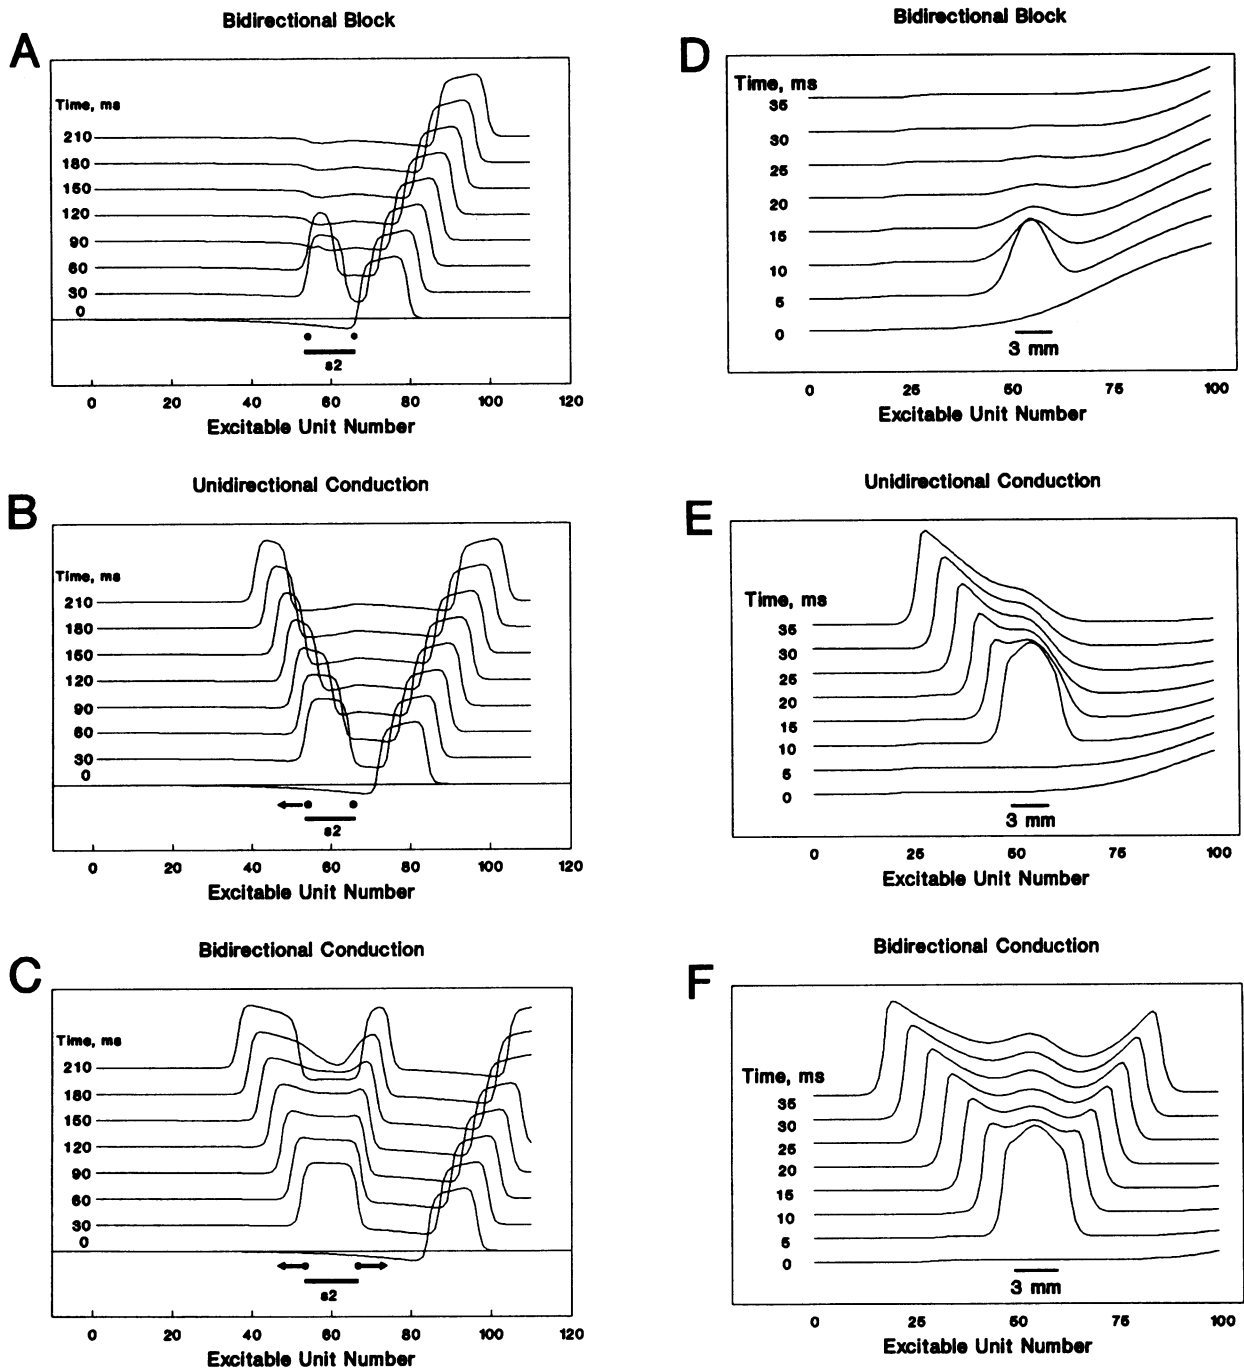 Bidirectional Block
A
Time, ms
210
180
150
120
90
60
30
0
s2
0 20 40 60 80 100 120
Excitable Unit Number
Unidirectional Conduction
B
Time, ms
210
180
150
120
90
60
30
0
s2
0 20 40 60 80 100 120
Excitable Unit Number
Bidirectional Conduction
C
Time, ms
210
180
150
120
90
60
30
0
s2
0 20 40 60 80 100 120
Excitable Unit Number
Bidirectional Block
D
Time, ms
35
30
25
20
15
10
5
0
3 mm
0 25 50 75 100
Excitable Unit Number
Unidirectional Conduction
E
Time, ms
35
30
25
20
15
10
5
0
3 mm
0 25 50 75 100
Excitable Unit Number
Bidirectional Conduction
F
Time, ms
35
30
25
20
15
10
5
0
3 mm
0 25 50 75 100
Excitable Unit Number